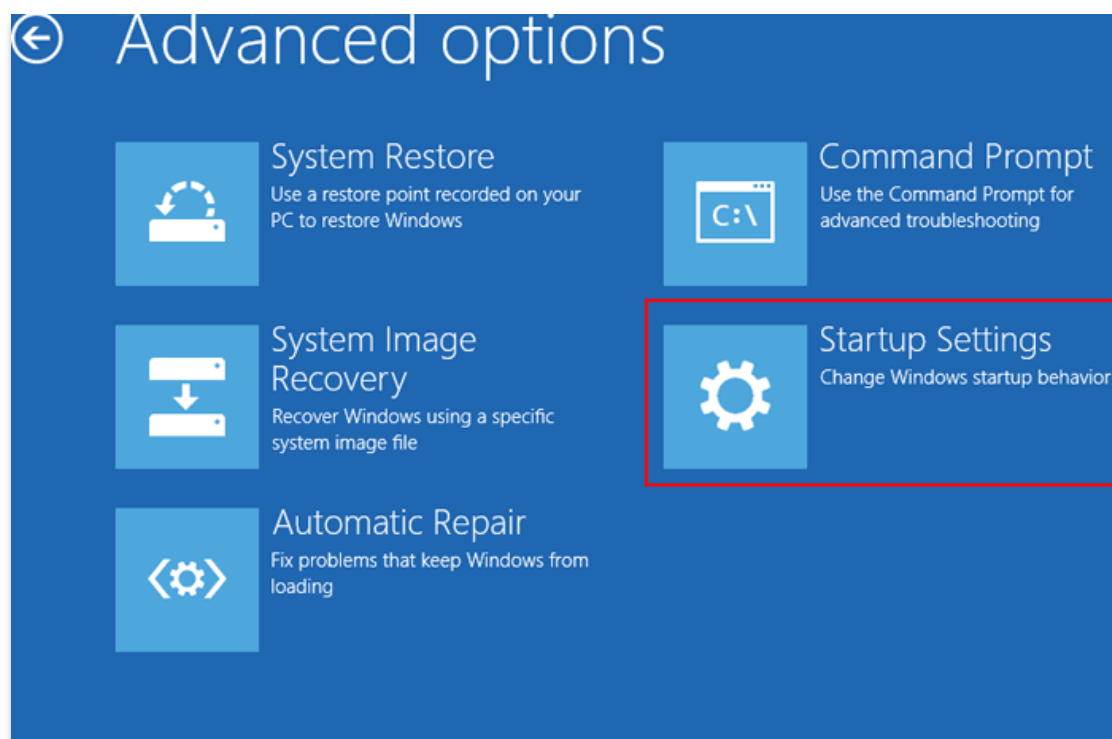 Advanced options
System Restore
Use a restore point recorded on your
PC to restore Windows
System Image
Recovery
Recover Windows using a specific
system image file
Automatic Repair
Fix problems that keep Windows from
loading
Command Prompt
Use the Command Prompt for
advanced troubleshooting
C:\
Startup Settings
Change Windows startup behavior